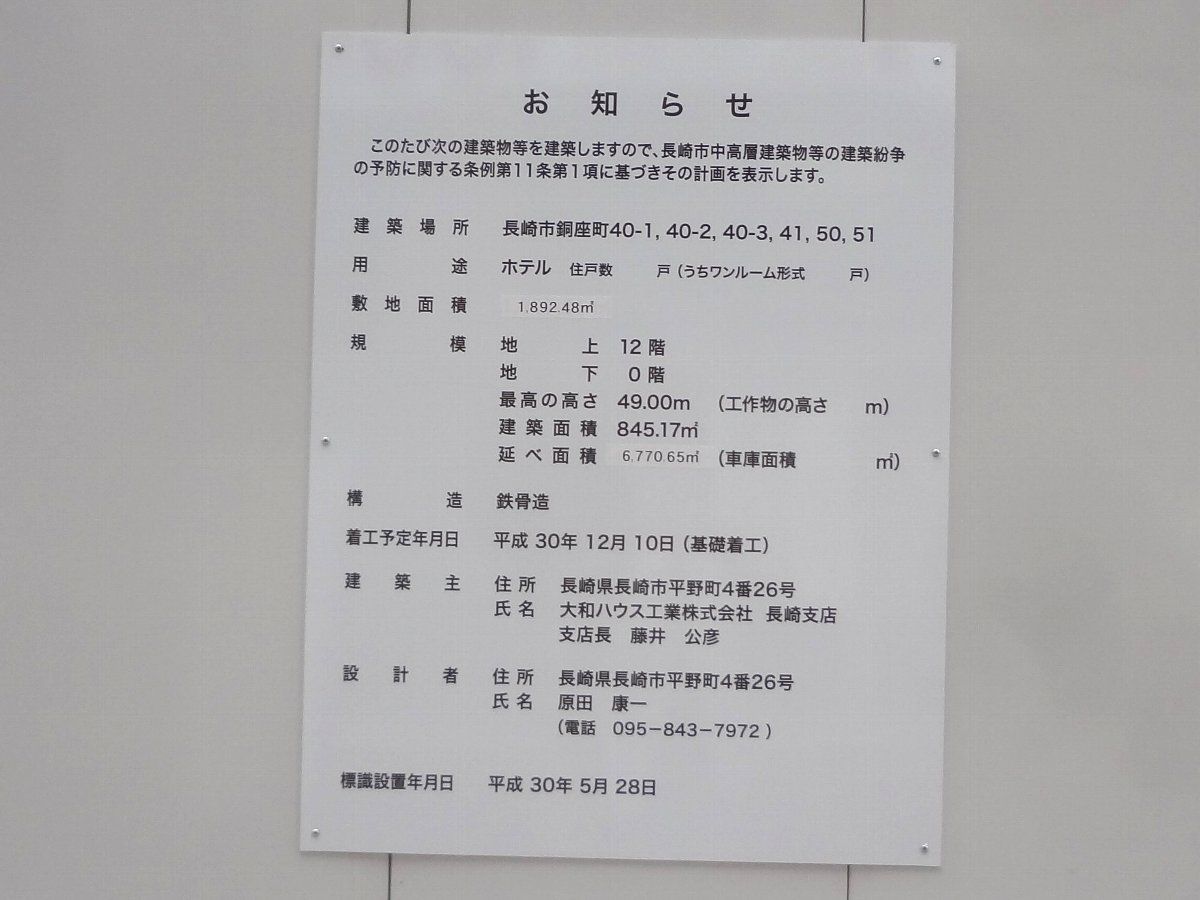 お知らせ
このたび次の建築物等を建築しますので、長崎市中高層建築物等の建築紛争
の予防に関する条例第11条第1項に基づきその計画を表示します。
建築場所 長崎市銅座町40-1, 40-2, 40-3, 41, 50, 51
用途 ホテル 住戸数 戸（うちワンルーム形式 戸）
敷地面積 1,892.48㎡
規模 地上 12階
地下 0階
最高の高さ 49.00m （工作物の高さ m）
建築面積 845.17㎡
延べ面積 6,770.65㎡ （車庫面積 ㎡）
構造 鉄骨造
着工予定年月日 平成30年12月10日（基礎着工）
建築主 住所 長崎県長崎市平野町4番26号
氏名 大和ハウス工業株式会社 長崎支店
支店長 藤井 公彦
設計者 住所 長崎県長崎市平野町4番26号
氏名 原田 康一
（電話 095－843－7972）
標識設置年月日 平成30年5月28日